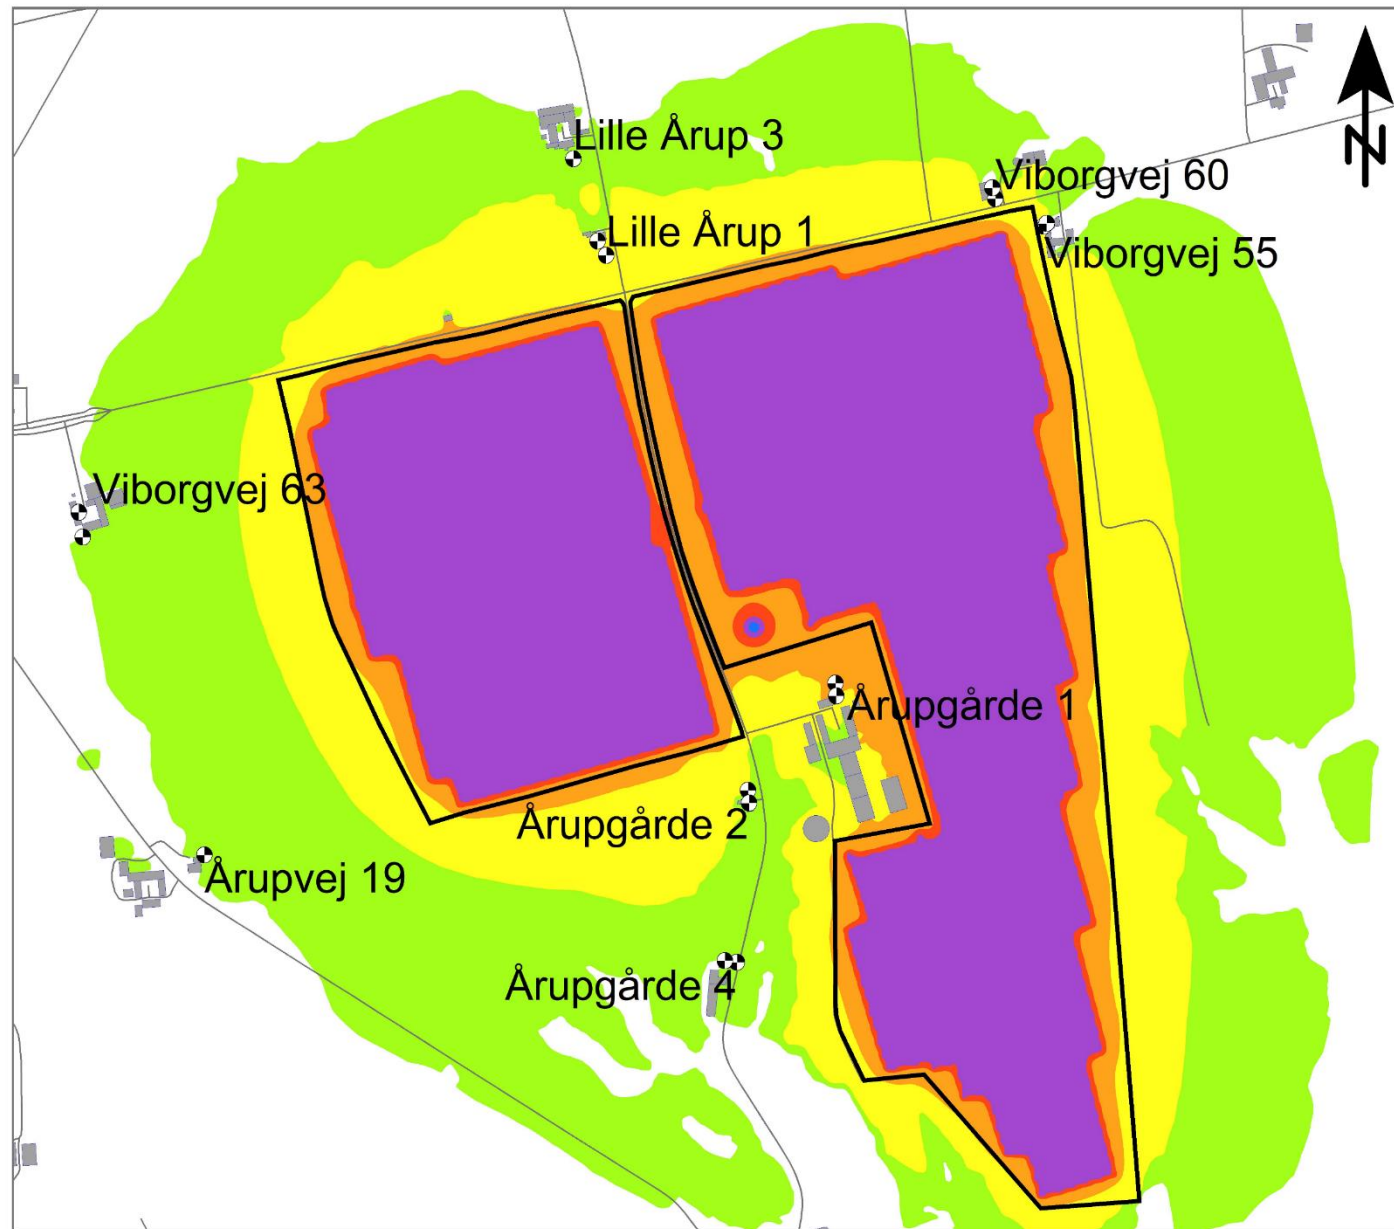 Lille Årup 3
Viborgvej 60
Lille Årup 1
Viborgvej 55
Viborgvej 63
Årupgårde 1
Årupgårde 2
Årupvej 19
Årupgårde 4
N